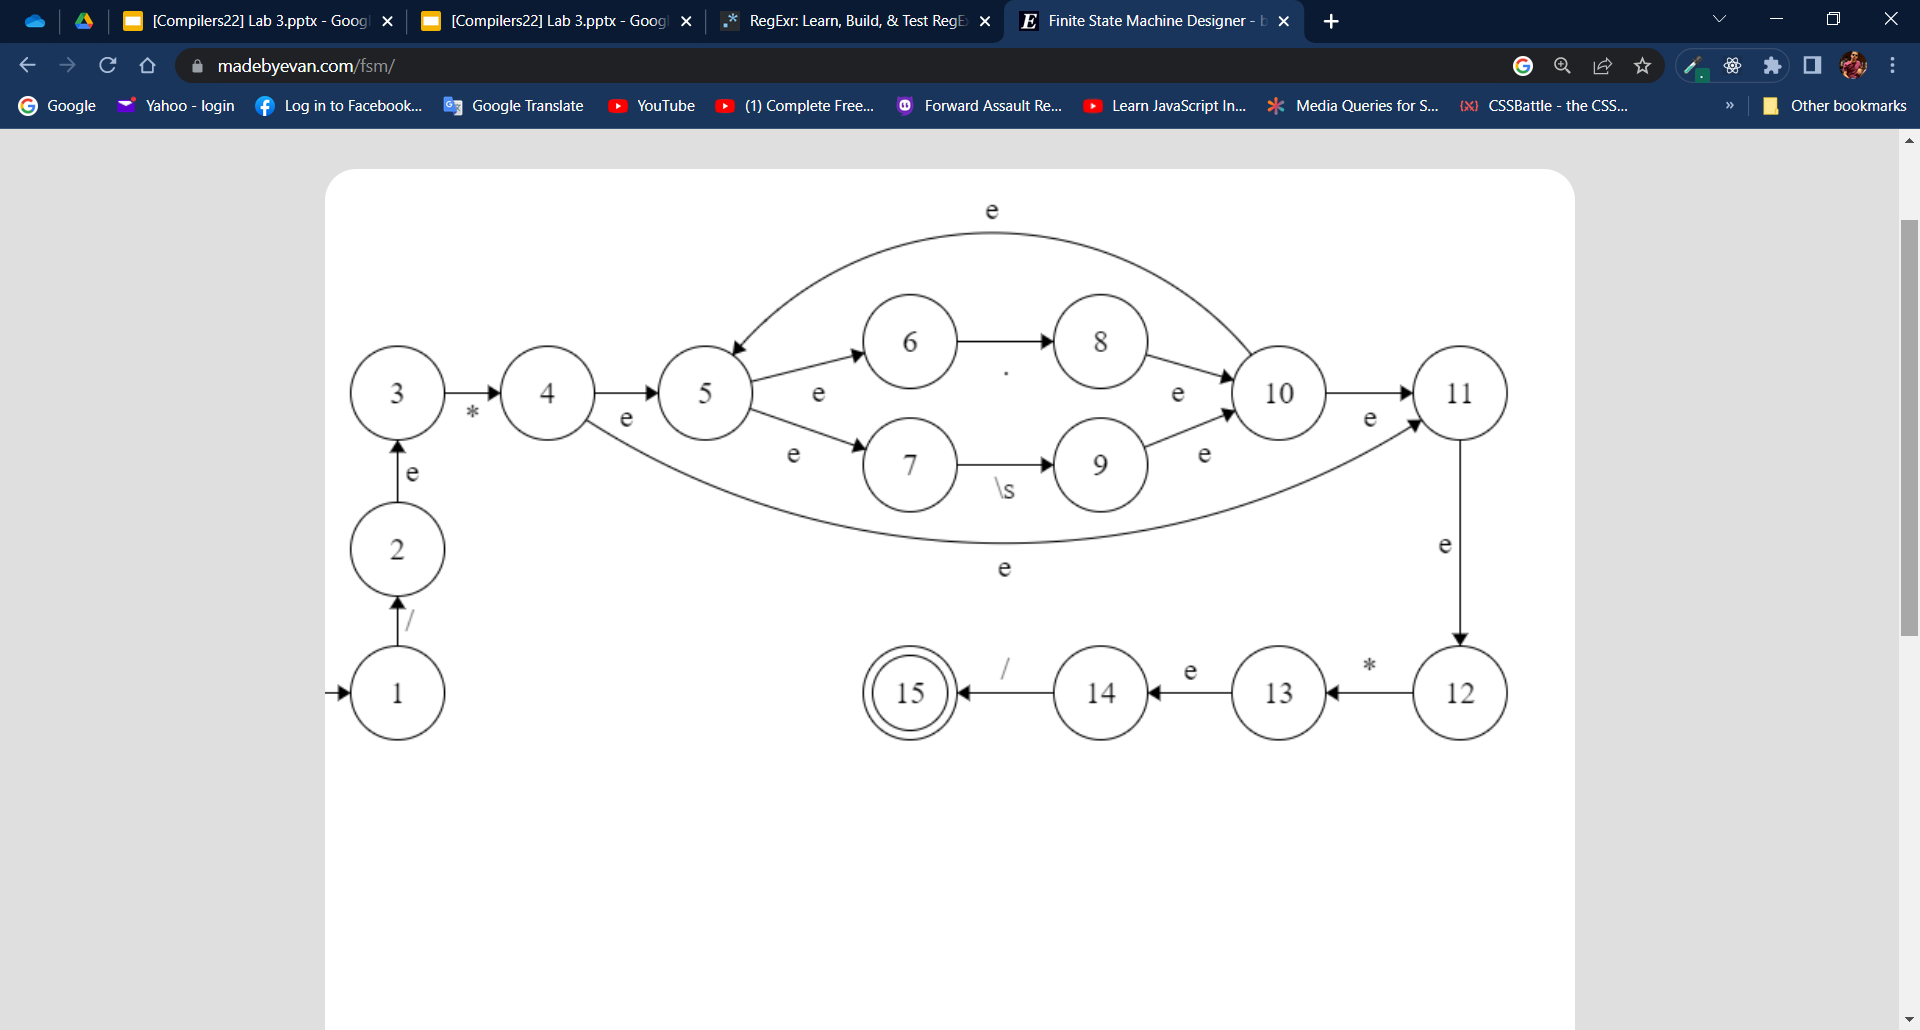 [Compilers22] Lab 3.pptx - Goog
[Compilers22] Lab 3.pptx - Goog
RegExr: Learn, Build, & Test RegE
E Finite State Machine Designer - b
madebyevan.com/fsm/
Google
Yahoo - login
Log in to Facebook...
Google Translate
YouTube
(1) Complete Free...
Forward Assault Re...
Learn JavaScript In...
Media Queries for S...
CSSBattle - the CSS...
»
Other bookmarks
e
6
8
.
3
*
4
e
5
e
e
10
e
11
e
7
\s
9
e
e
e
2
e
e
/
1
15
/
14
e
13
*
12